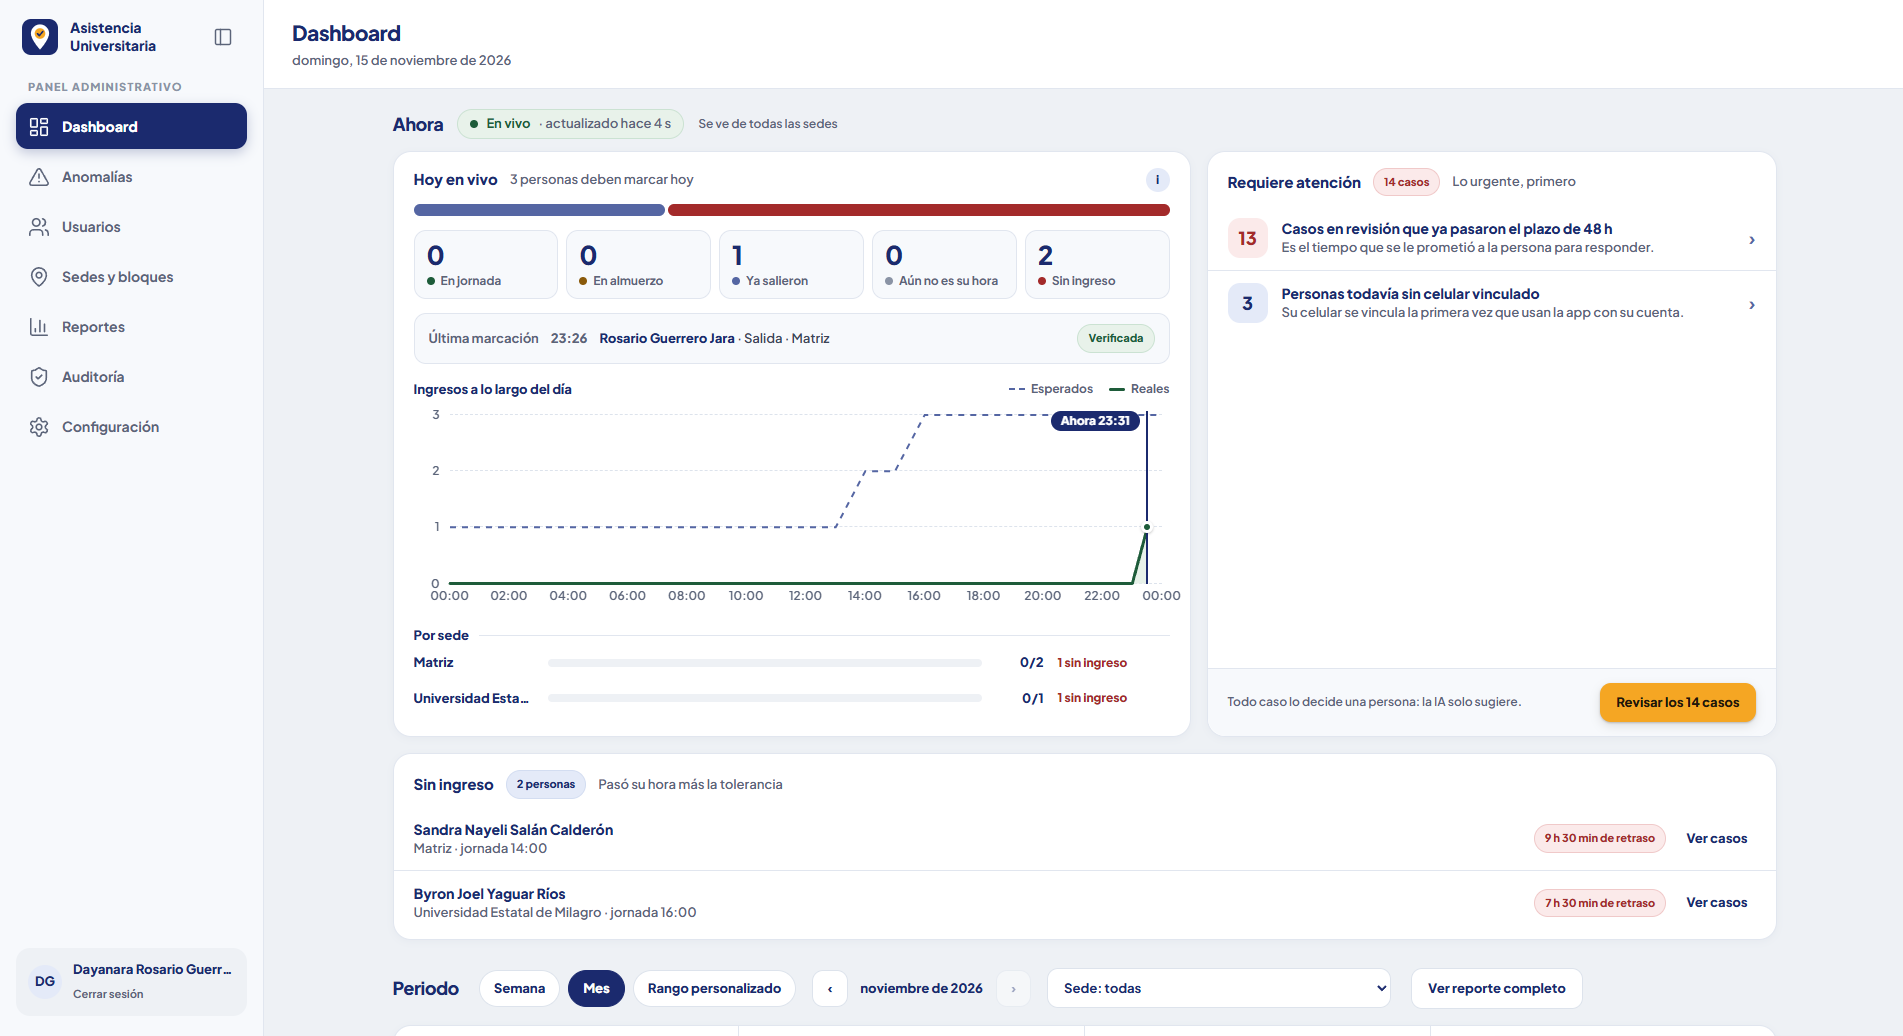 Asistencia
Universitaria
PANEL ADMINISTRATIVO
Dashboard
Anomalías
Usuarios
Sedes y bloques
Reportes
Auditoría
Configuración
DG
Dayanara Rosario Guerr...
Cerrar sesión
Dashboard
domingo, 15 de noviembre de 2026
Ahora
En vivo · actualizado hace 4 s
Se ve de todas las sedes
Hoy en vivo 3 personas deben marcar hoy
i
0
En jornada
0
En almuerzo
1
Ya salieron
0
Aún no es su hora
2
Sin ingreso
Última marcación 23:26 Rosario Guerrero Jara · Salida · Matriz
Verificada
Ingresos a lo largo del día
Esperados
Reales
Ahora 23:31
3
2
1
0
00:00 02:00 04:00 06:00 08:00 10:00 12:00 14:00 16:00 18:00 20:00 22:00 00:00
Por sede
Matriz 0/2 1 sin ingreso
Universidad Esta... 0/1 1 sin ingreso
Requiere atención 14 casos Lo urgente, primero
13
Casos en revisión que ya pasaron el plazo de 48 h
Es el tiempo que se le prometió a la persona para responder.
3
Personas todavía sin celular vinculado
Su celular se vincula la primera vez que usan la app con su cuenta.
Todo caso lo decide una persona: la IA solo sugiere.
Revisar los 14 casos
Sin ingreso 2 personas Pasó su hora más la tolerancia
Sandra Nayeli Salán Calderón
Matriz · jornada 14:00
9 h 30 min de retraso
Ver casos
Byron Joel Yaguar Ríos
Universidad Estatal de Milagro · jornada 16:00
7 h 30 min de retraso
Ver casos
Periodo
Semana
Mes
Rango personalizado
‹
noviembre de 2026
›
Sede: todas
Ver reporte completo